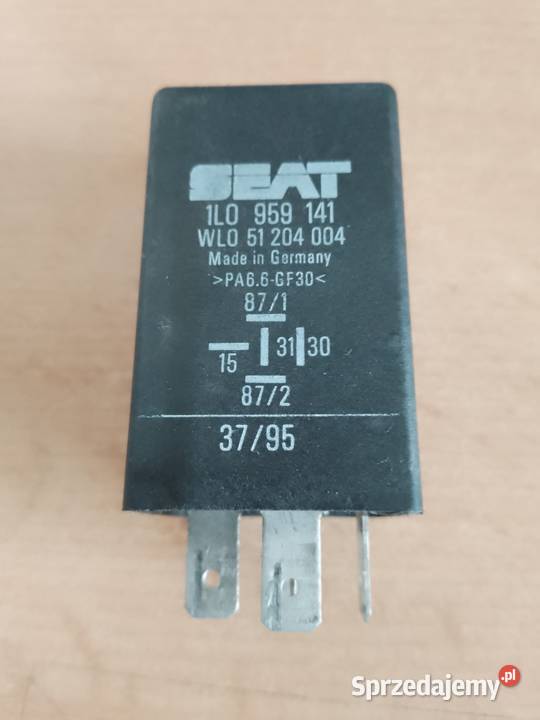 SEAT
1L0 959 141
WL0 51 204 004
Made in Germany
>PA6.6-GF30<
87/1
15 31 30
87/2
37/95
Sprzedajemy.pl